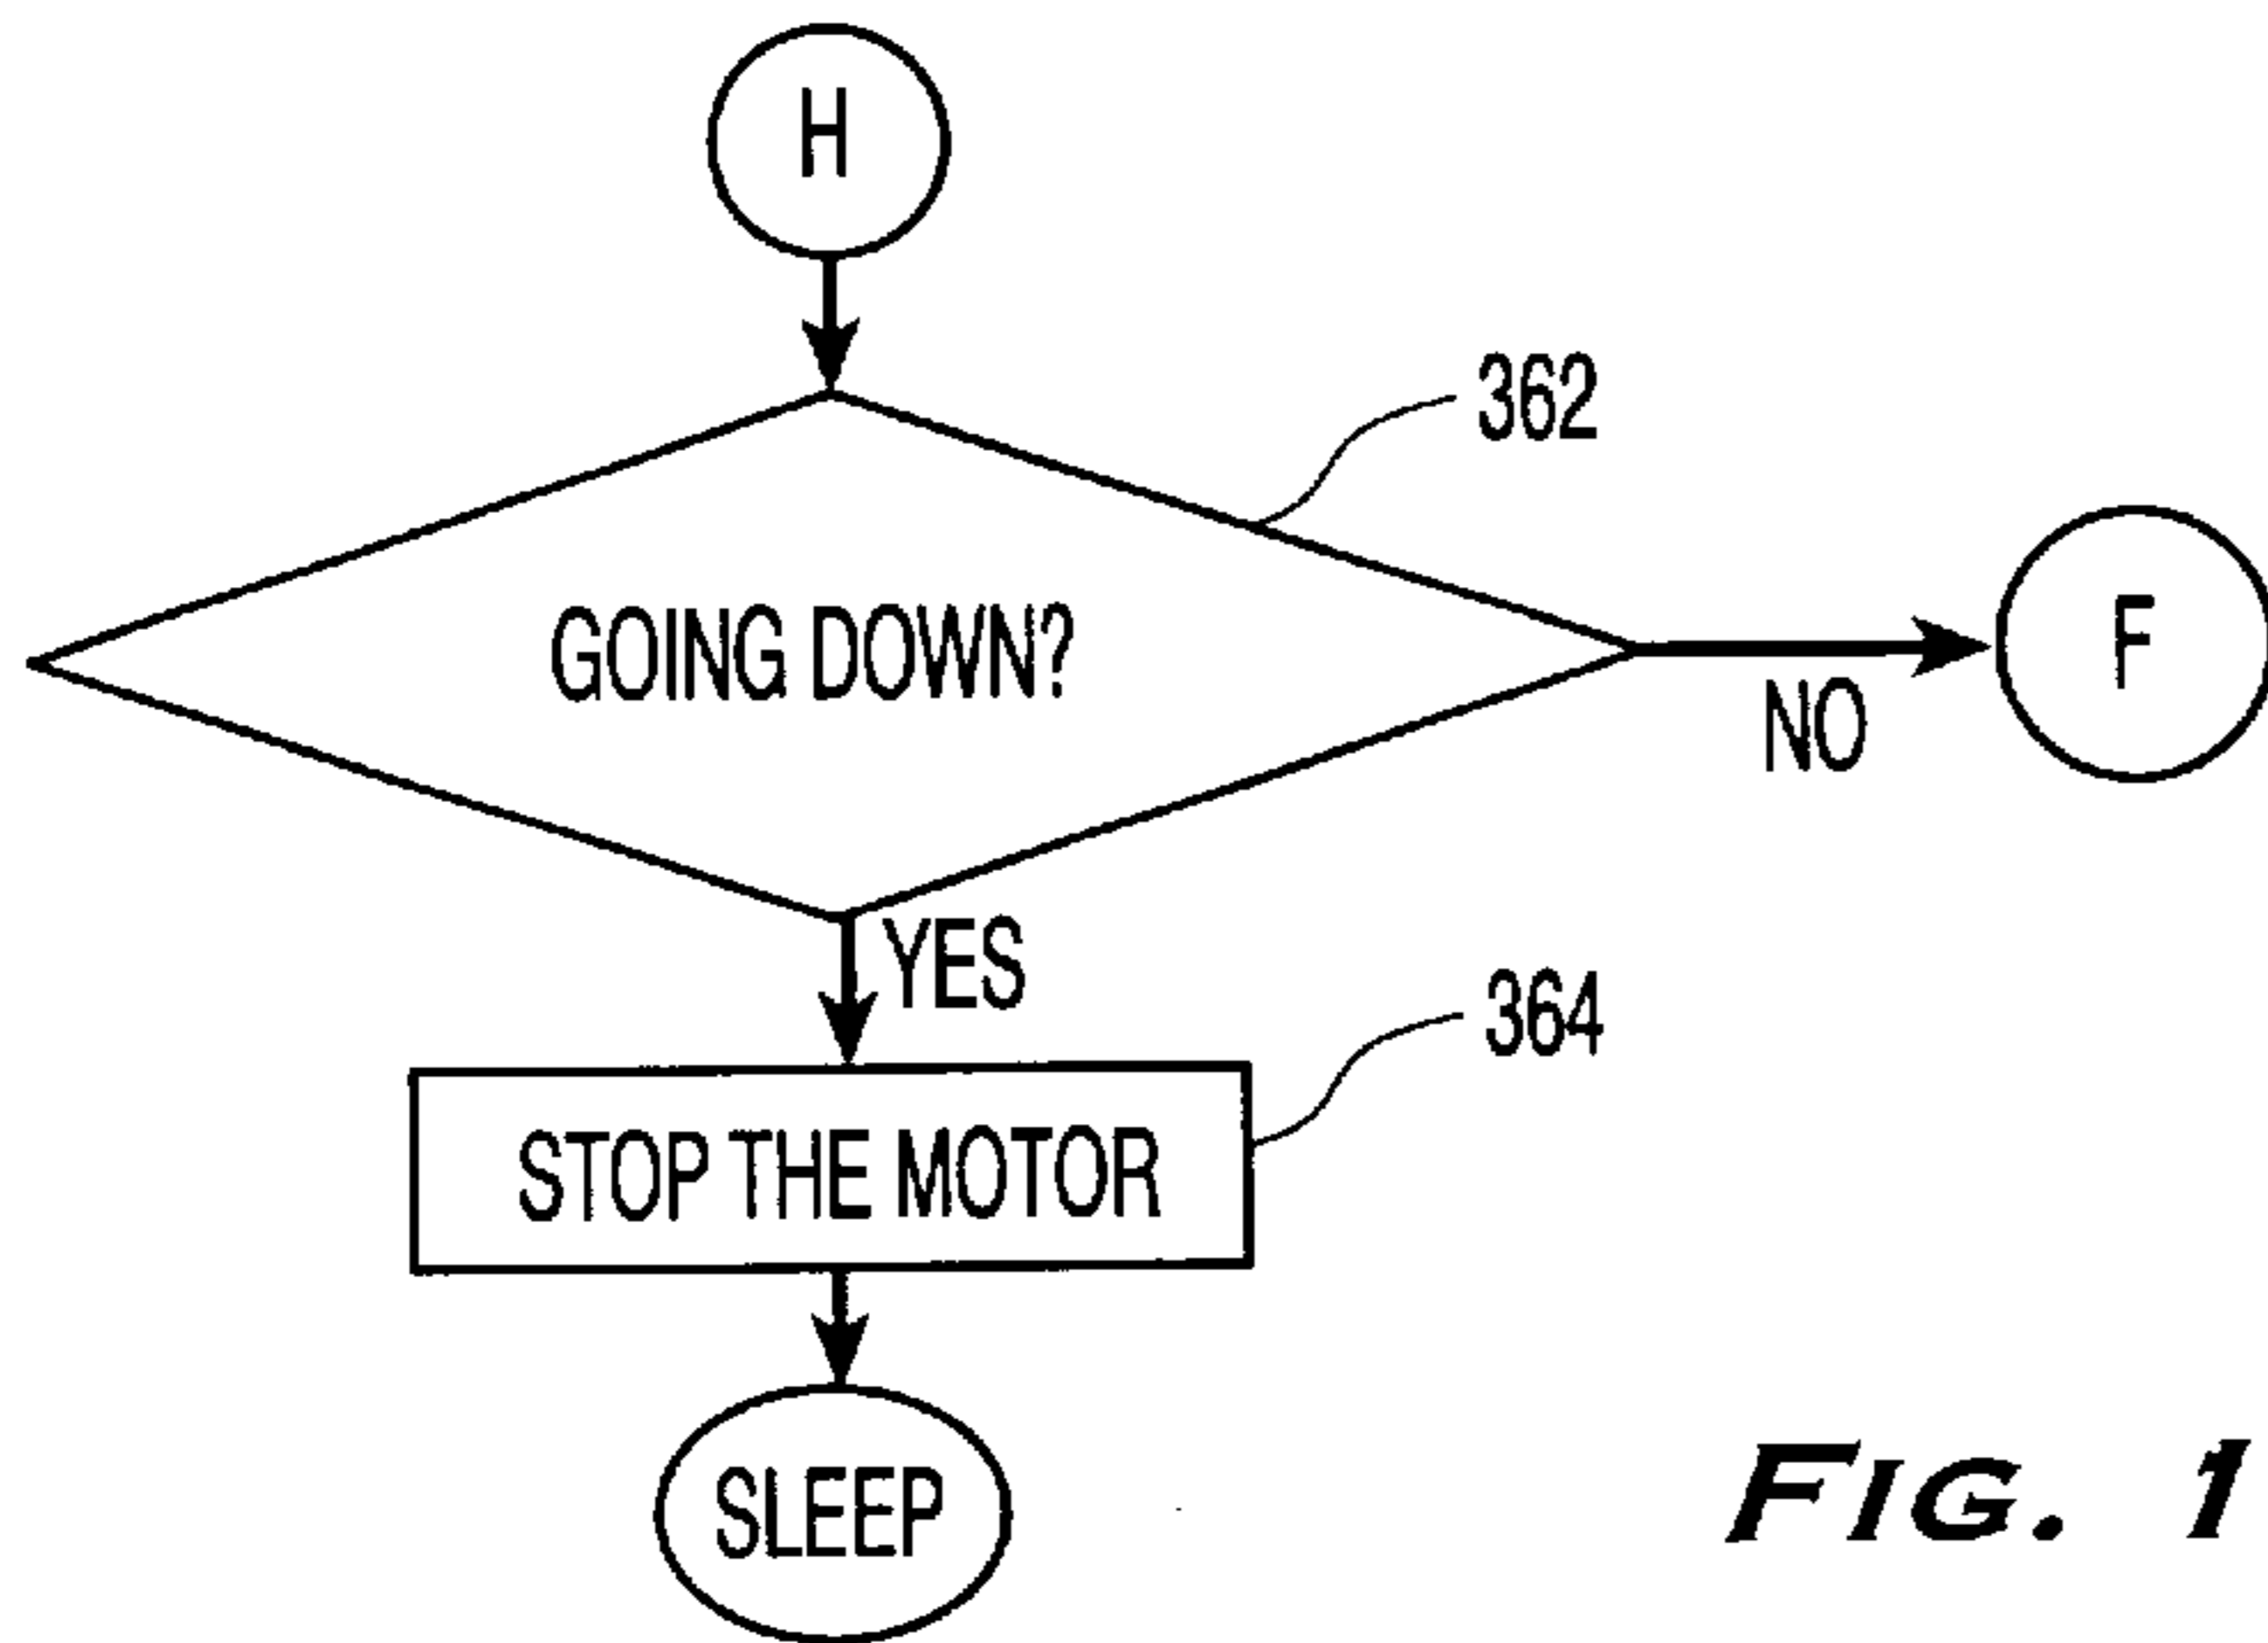 H
362
GOING DOWN?
F
NO
YES
364
STOP THE MOTOR
SLEEP
FIG. 1